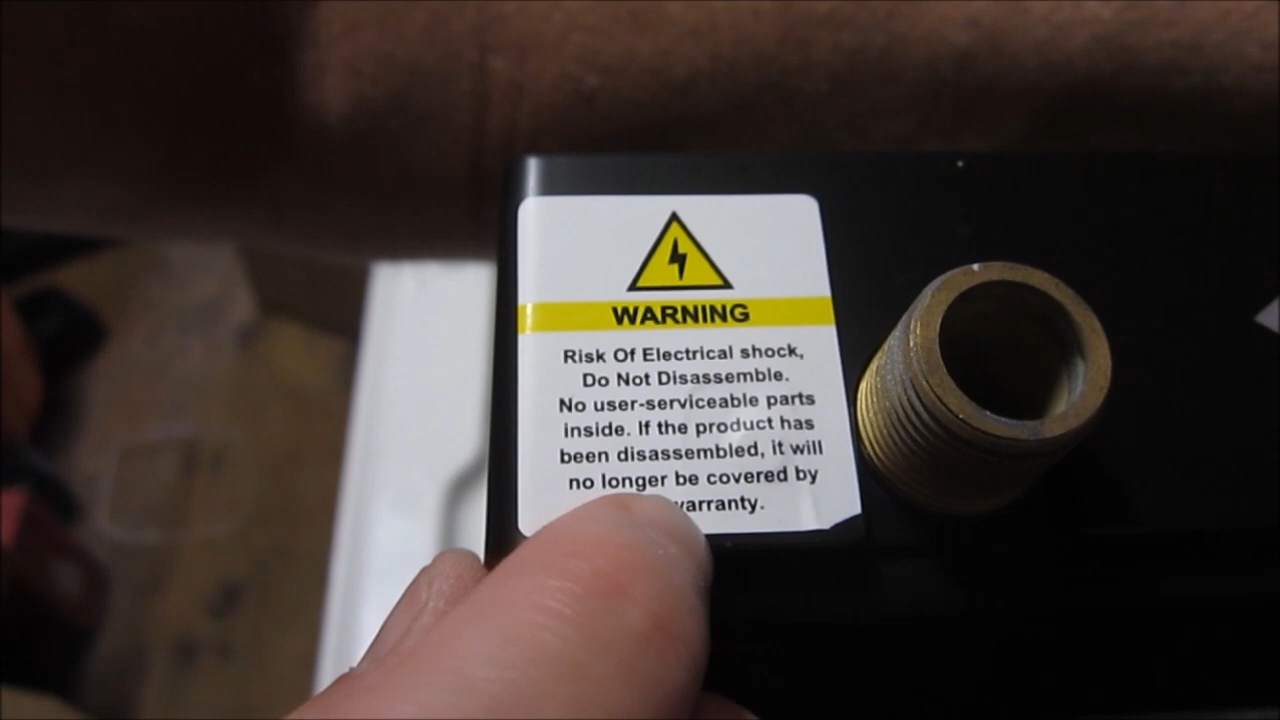 WARNING
Risk Of Electrical shock,
Do Not Disassemble.
No user-serviceable parts
inside. If the product has
been disassembled, it will
no longer be covered by
warranty.